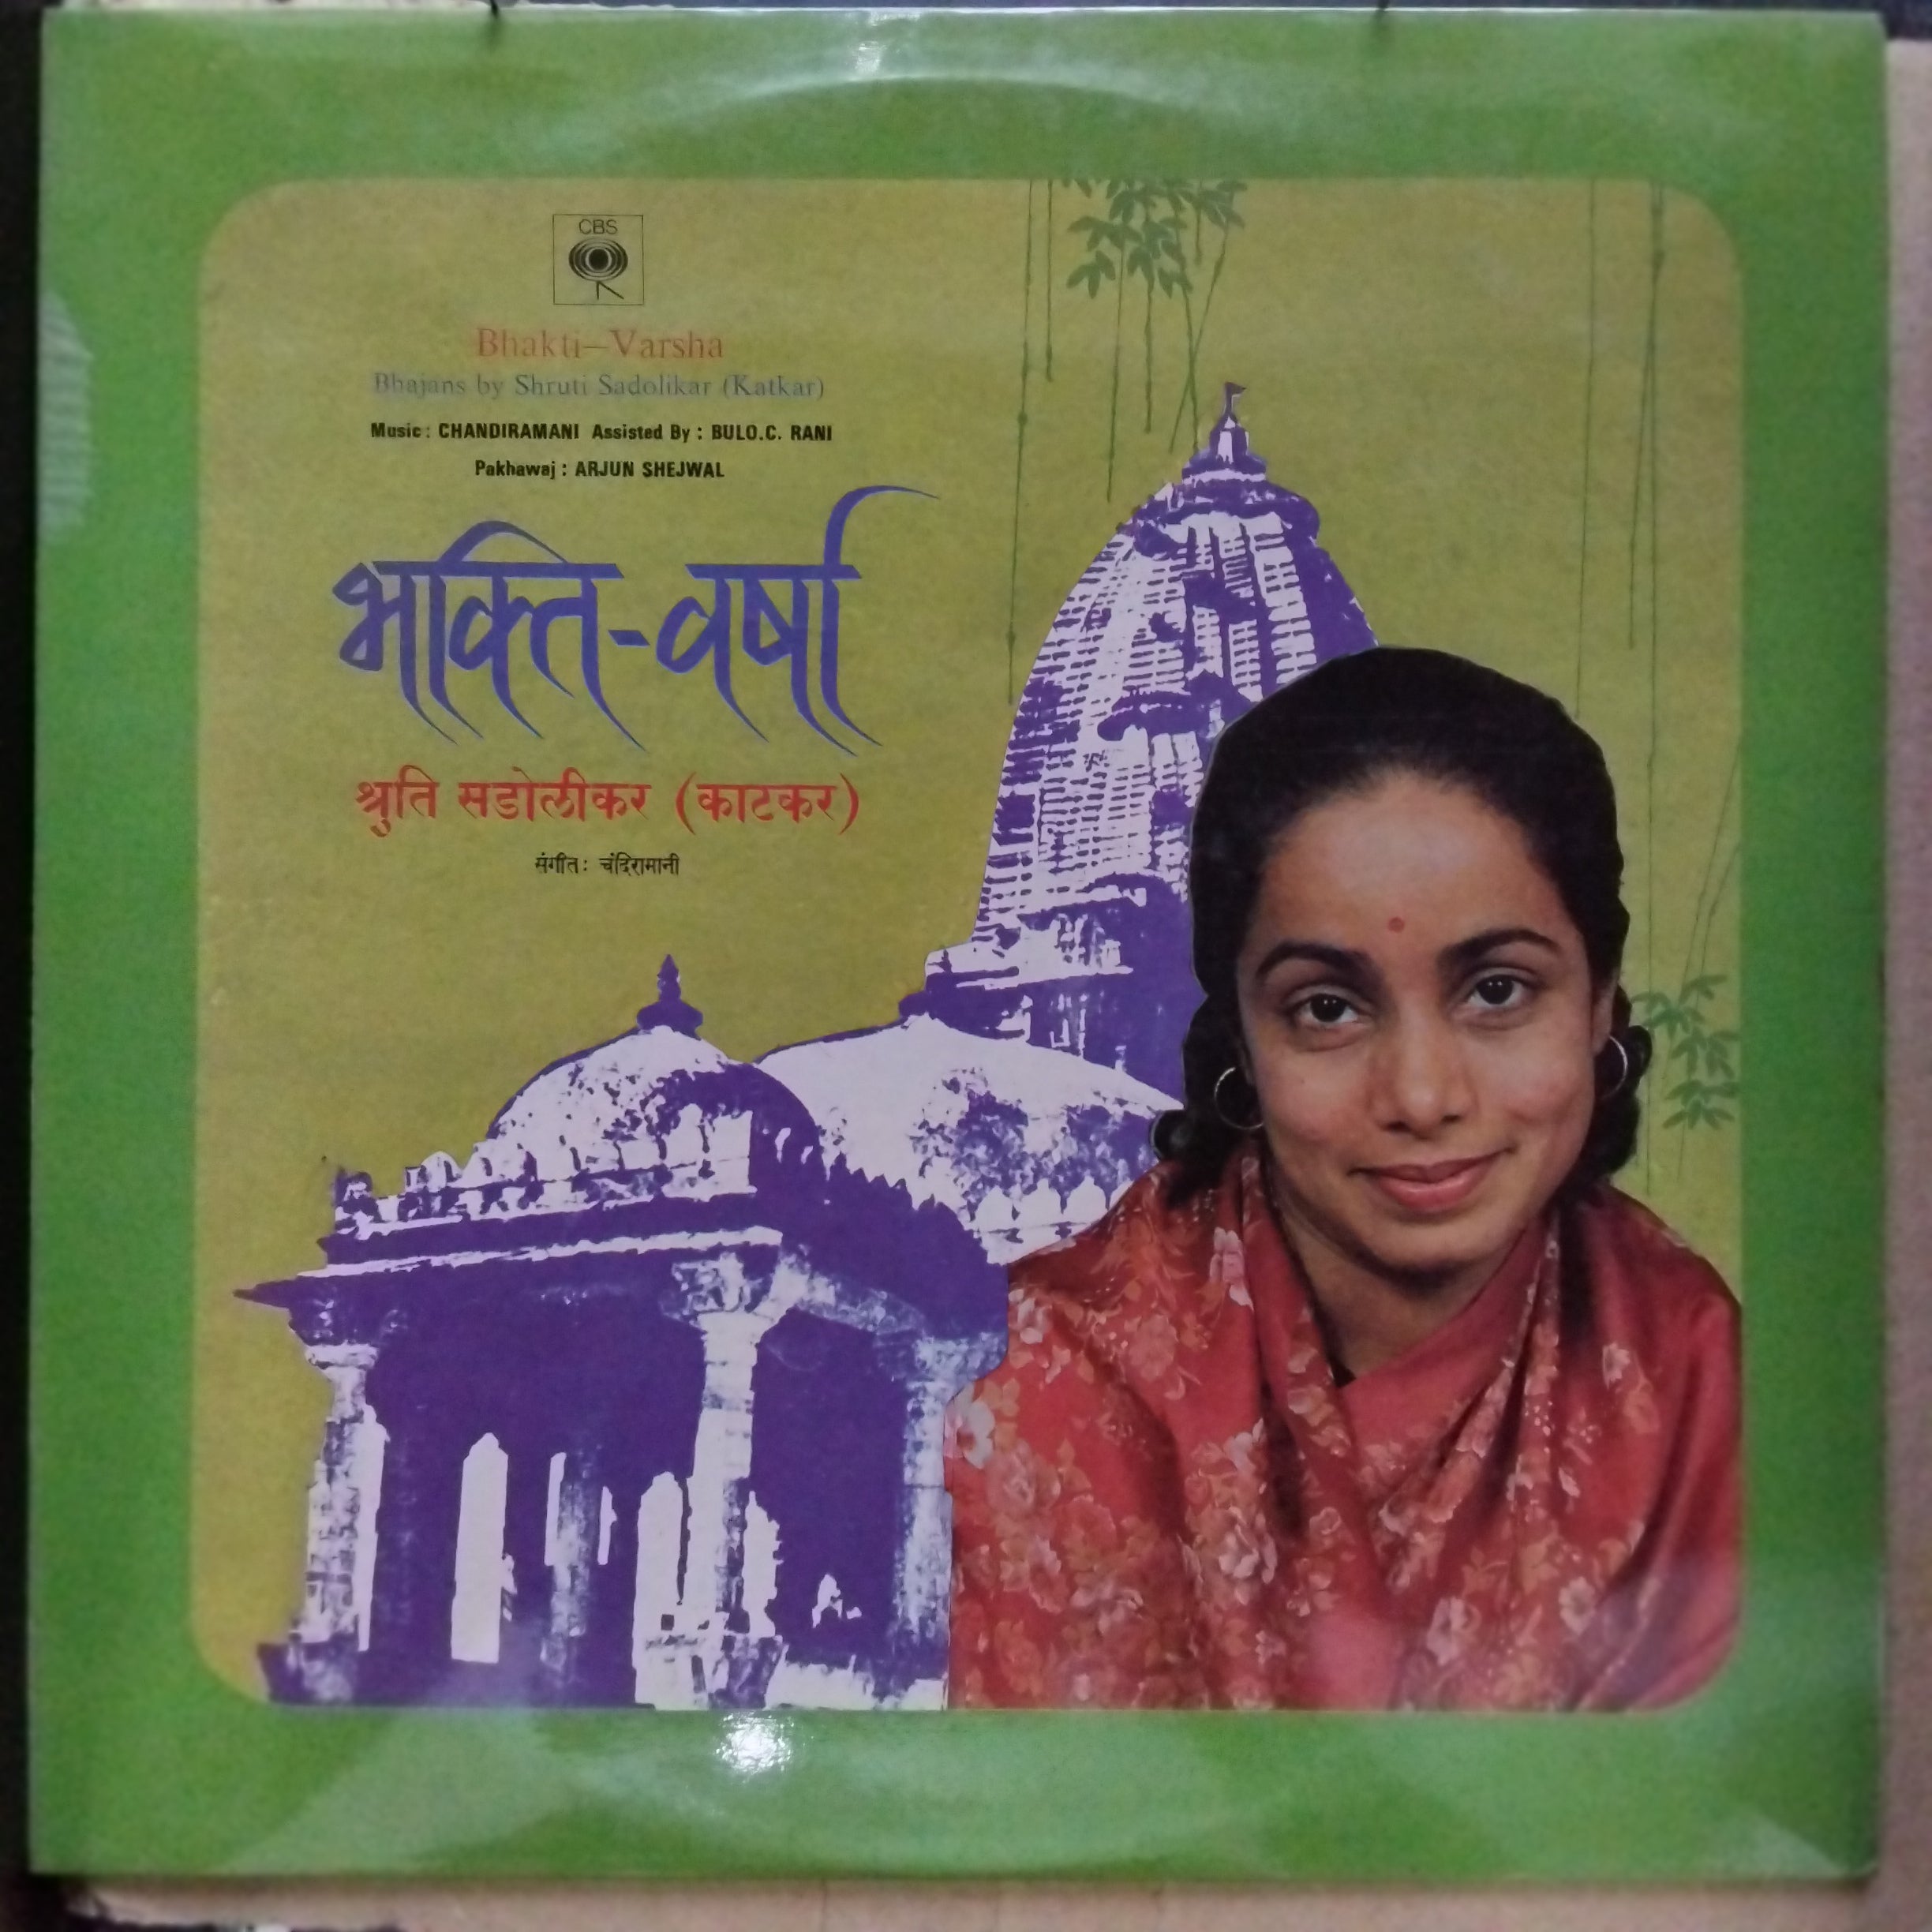 CBS
Bhakti–Varsha
Bhajans by Shruti Sadolikar (Katkar)
Music : CHANDIRAMANI Assisted By : BULO.C. RANI
Pakhawaj : ARJUN SHEJWAL
भक्ति-वर्षा
श्रुति सडोलीकर (काटकर)
संगीत : चंदिरामानी